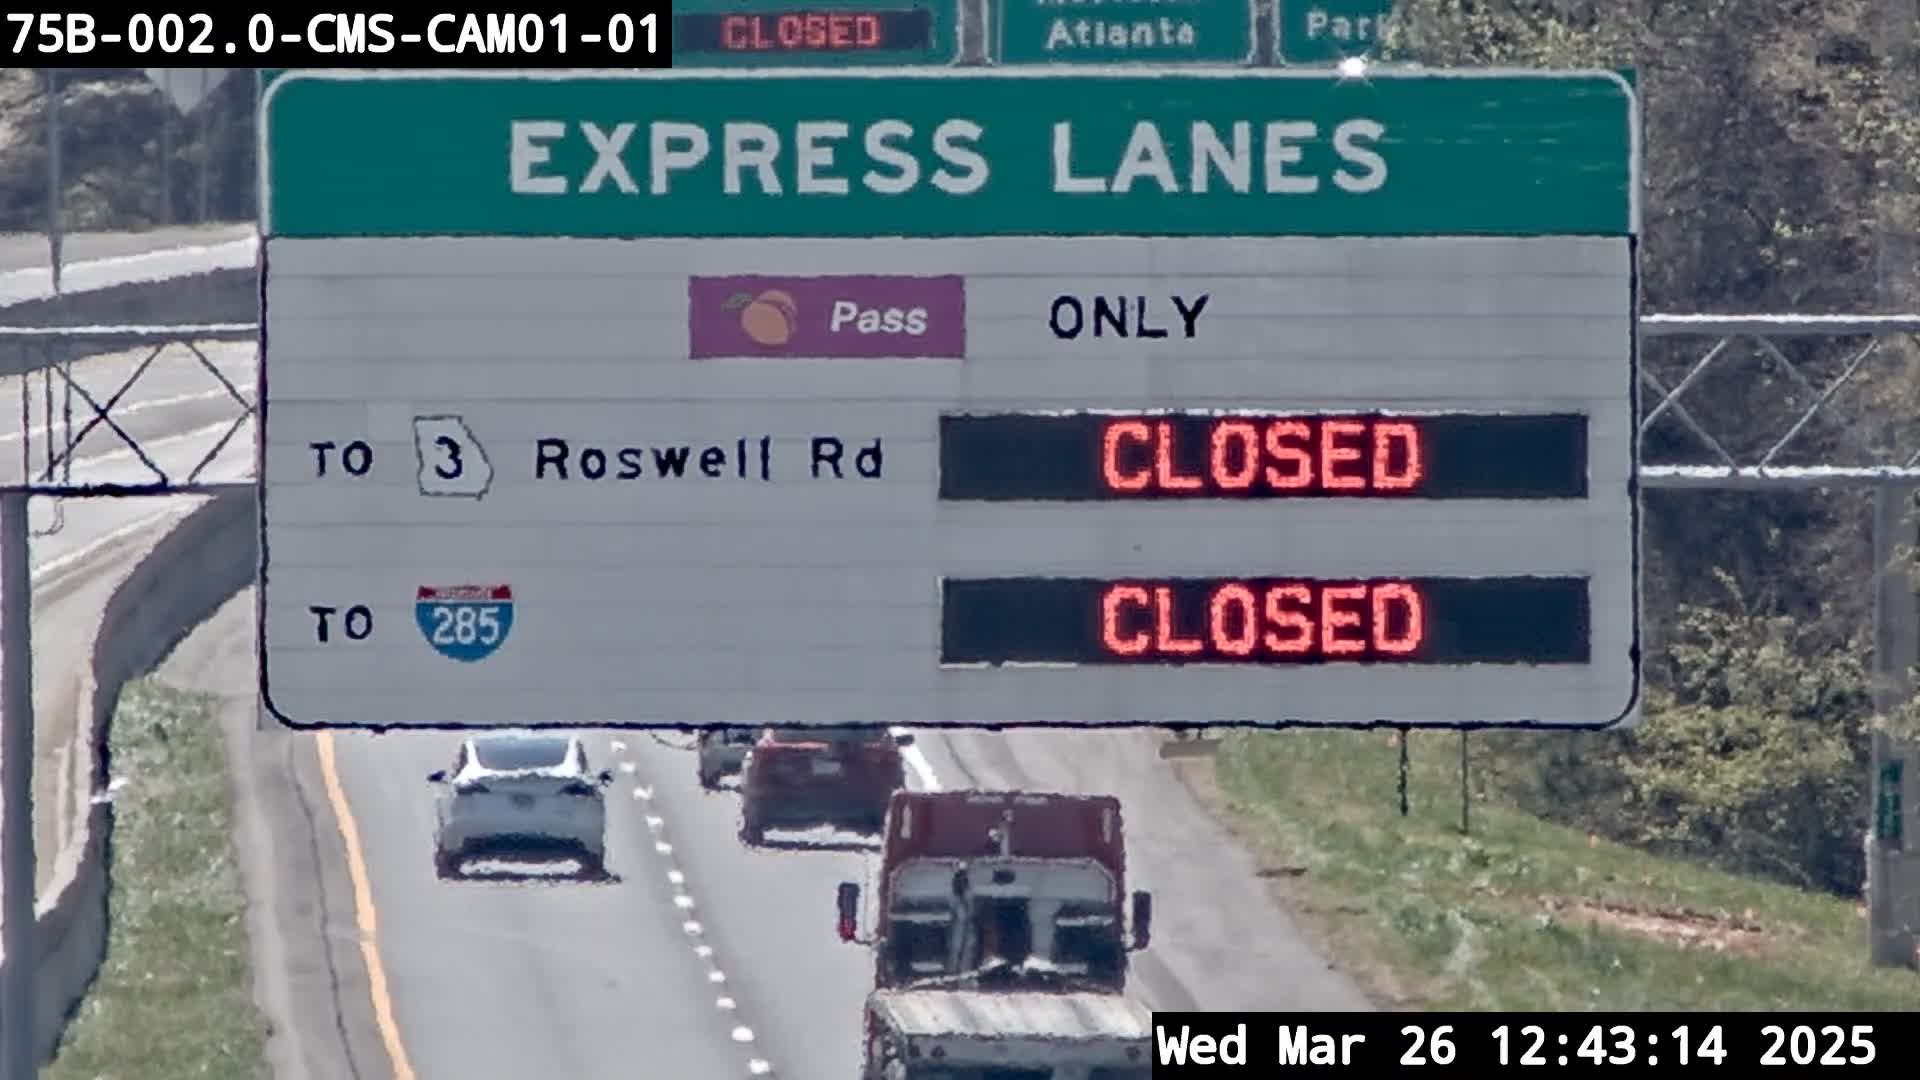 75B-002.0-CMS-CAM01-01
CLOSED
Atlanta
EXPRESS LANES
Pass ONLY
TO 3 Roswell Rd CLOSED
TO 285 CLOSED
Wed Mar 26 12:43:14 2025